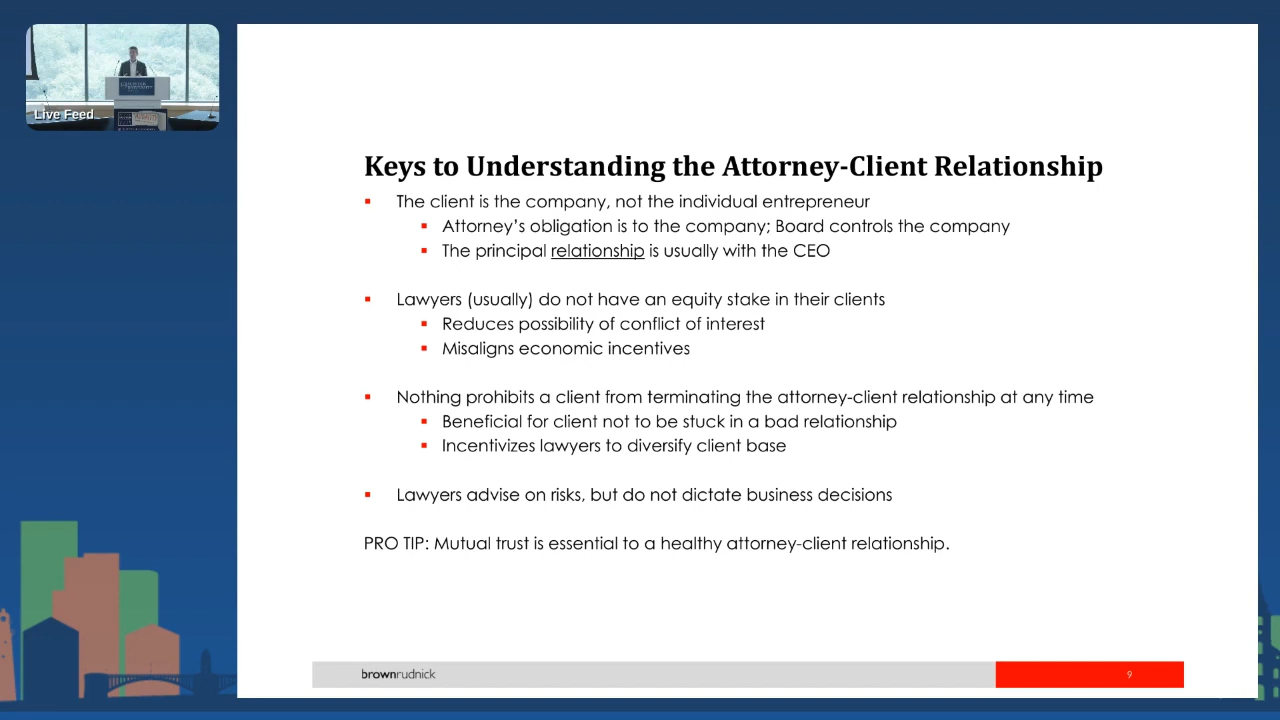 Live Feed
Keys to Understanding the Attorney-Client Relationship
The client is the company, not the individual entrepreneur
Attorney's obligation is to the company; Board controls the company
The principal relationship is usually with the CEO
Lawyers (usually) do not have an equity stake in their clients
Reduces possibility of conflict of interest
Misaligns economic incentives
Nothing prohibits a client from terminating the attorney-client relationship at any time
Beneficial for client not to be stuck in a bad relationship
Incentivizes lawyers to diversify client base
Lawyers advise on risks, but do not dictate business decisions
PRO TIP: Mutual trust is essential to a healthy attorney-client relationship.
brownrudnick
9